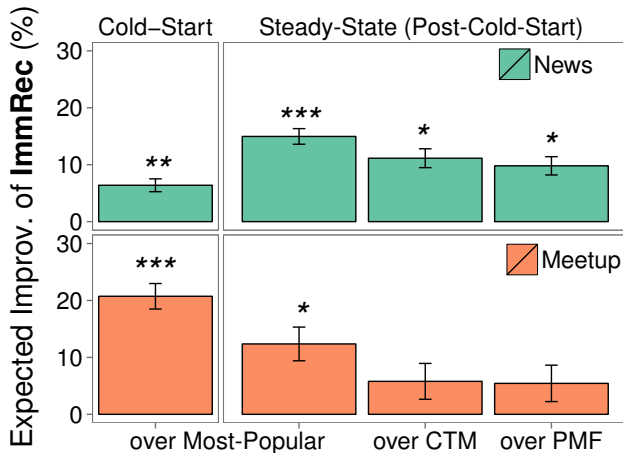 Expected Improv. of ImmRec (%)
Cold−Start
Steady-State (Post-Cold-Start)
30
20
10
0
**
***
*
*
News
30
20
10
0
***
*
Meetup
over Most-Popular
over CTM
over PMF